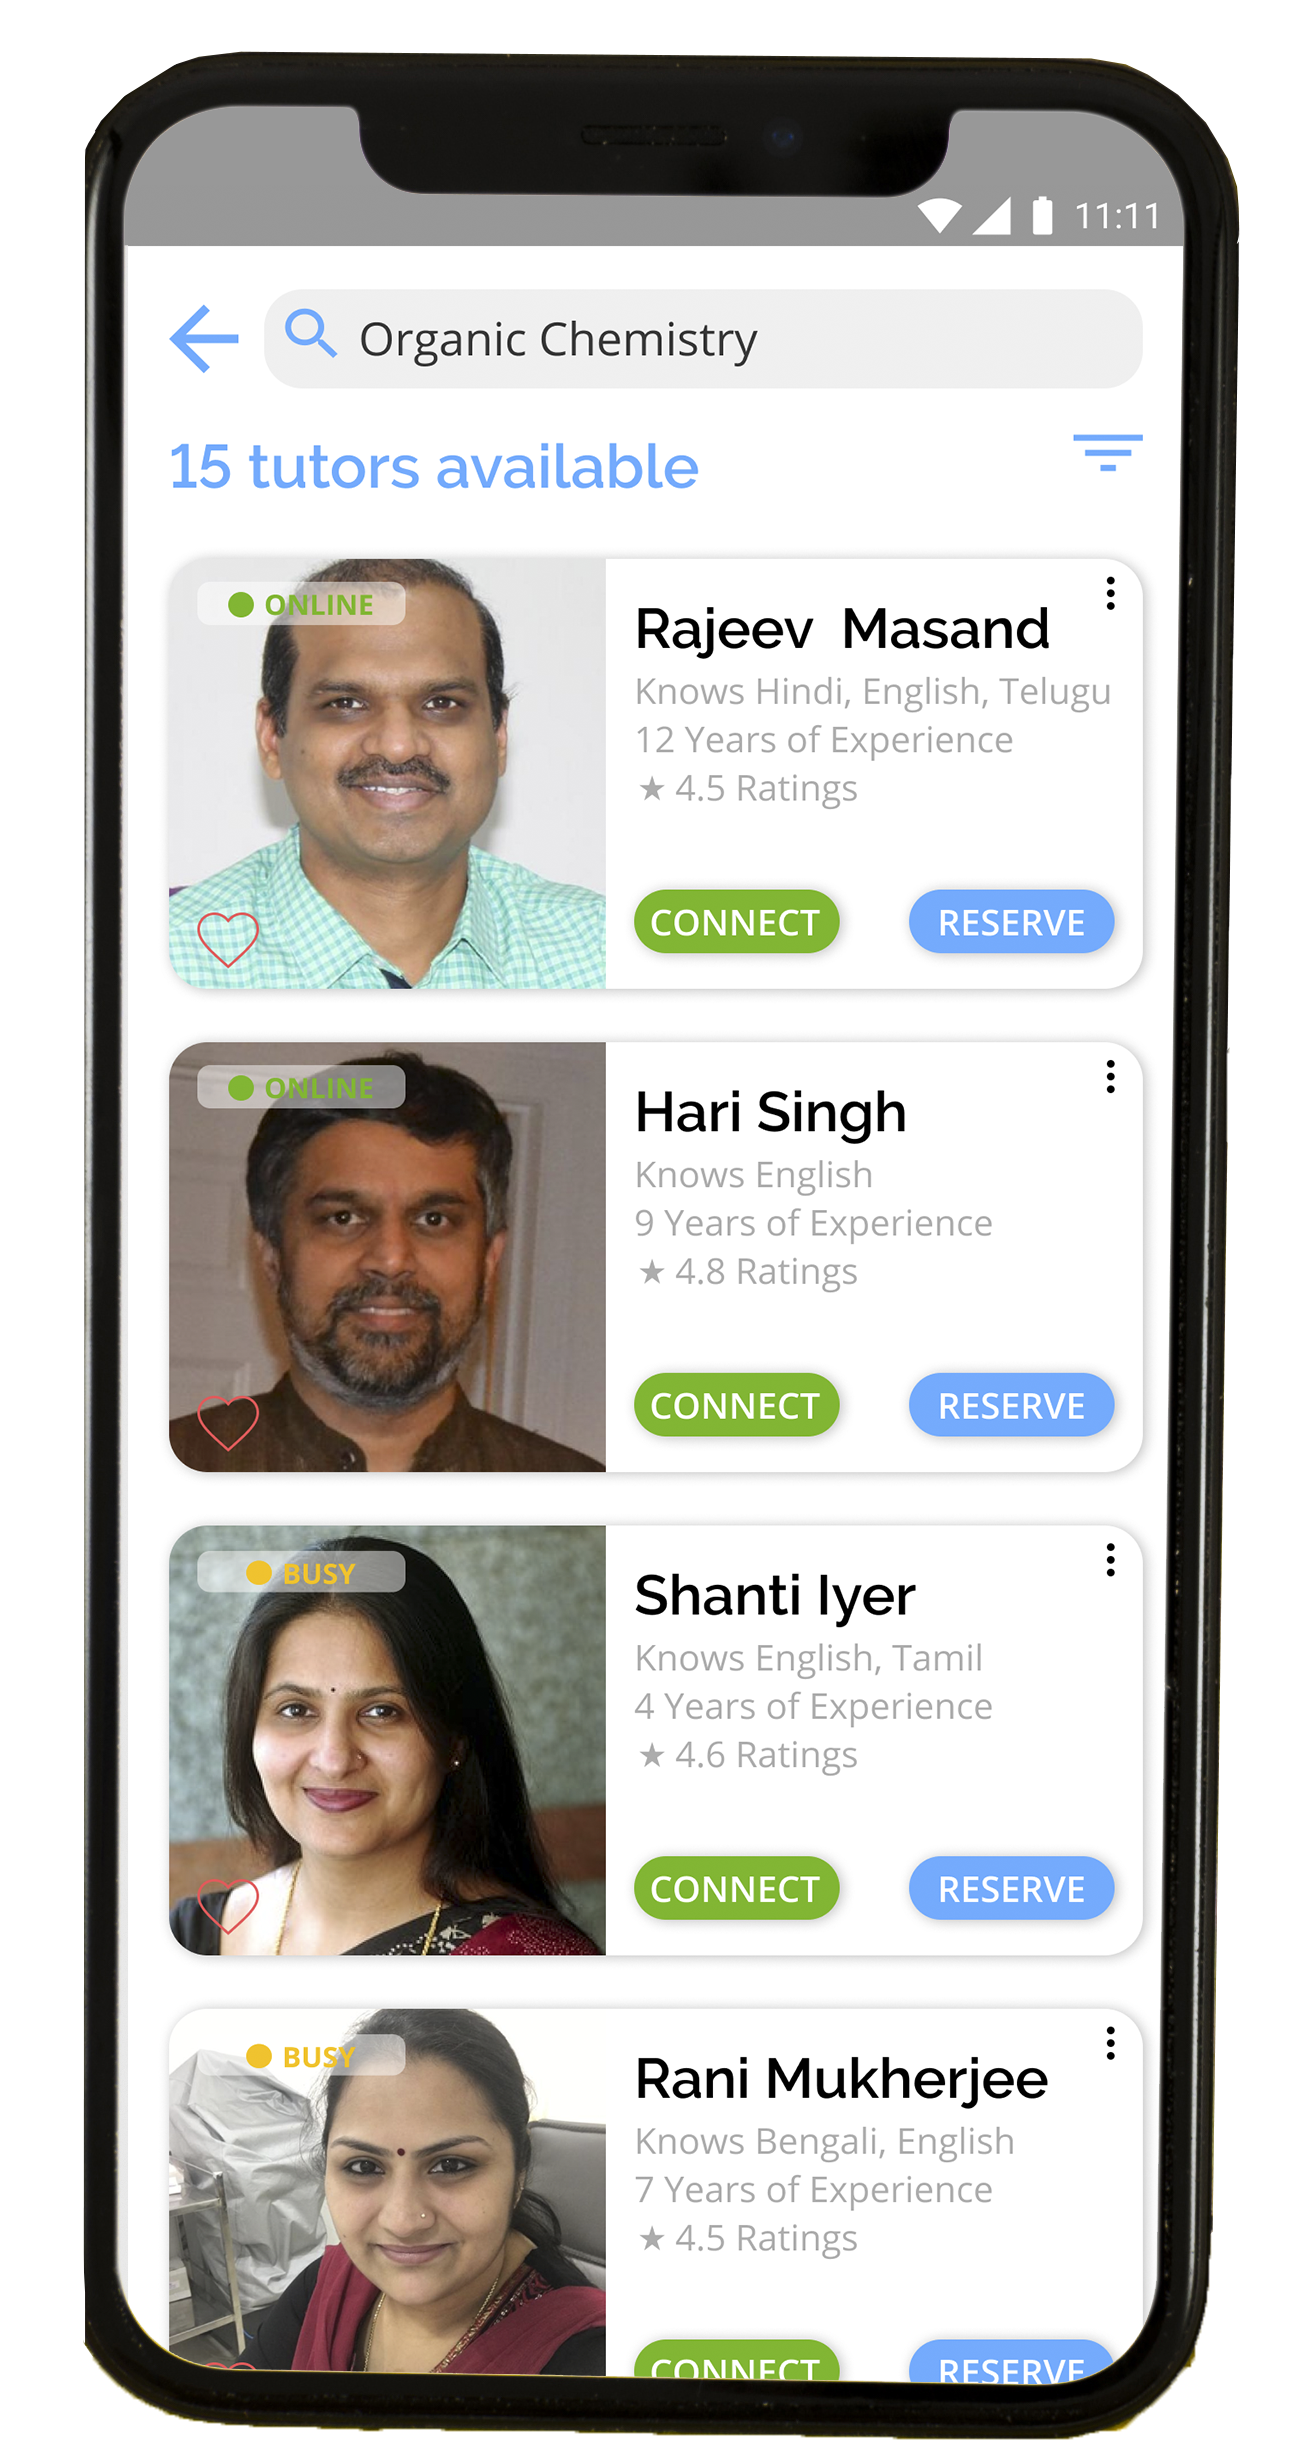 11:11
Organic Chemistry
15 tutors available
ONLINE
Rajeev Masand
Knows Hindi, English, Telugu
12 Years of Experience
★ 4.5 Ratings
CONNECT RESERVE
ONLINE
Hari Singh
Knows English
9 Years of Experience
★ 4.8 Ratings
CONNECT RESERVE
BUSY
Shanti Iyer
Knows English, Tamil
4 Years of Experience
★ 4.6 Ratings
CONNECT RESERVE
BUSY
Rani Mukherjee
Knows Bengali, English
7 Years of Experience
★ 4.5 Ratings
CONNECT RESERVE